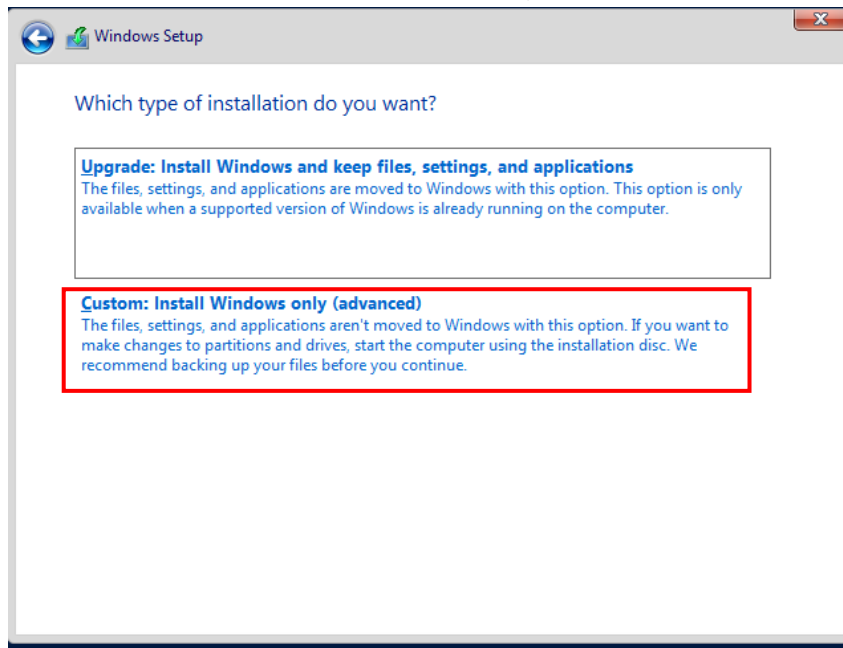 Windows Setup
Which type of installation do you want?
Upgrade: Install Windows and keep files, settings, and applications
The files, settings, and applications are moved to Windows with this option. This option is only
available when a supported version of Windows is already running on the computer.
Custom: Install Windows only (advanced)
The files, settings, and applications aren't moved to Windows with this option. If you want to
make changes to partitions and drives, start the computer using the installation disc. We
recommend backing up your files before you continue.